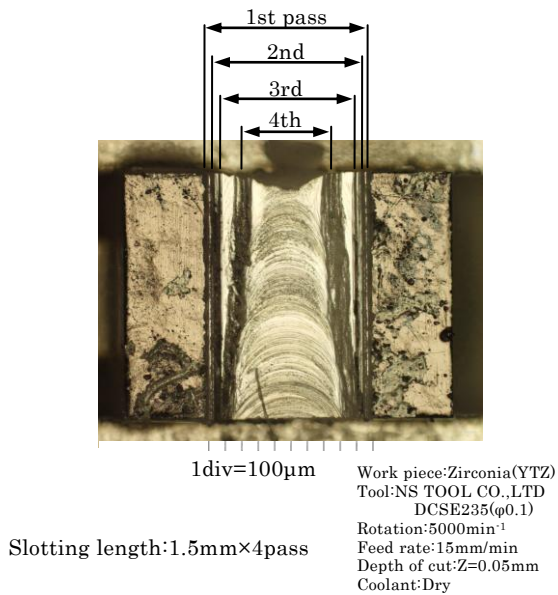 1st pass
2nd
3rd
4th
1div=100μm
Slotting length:1.5mm×4pass
Work piece:Zirconia(YTZ)
Tool:NS TOOL CO.,LTD
DCSE235(φ0.1)
Rotation:5000min⁻¹
Feed rate:15mm/min
Depth of cut:Z=0.05mm
Coolant:Dry